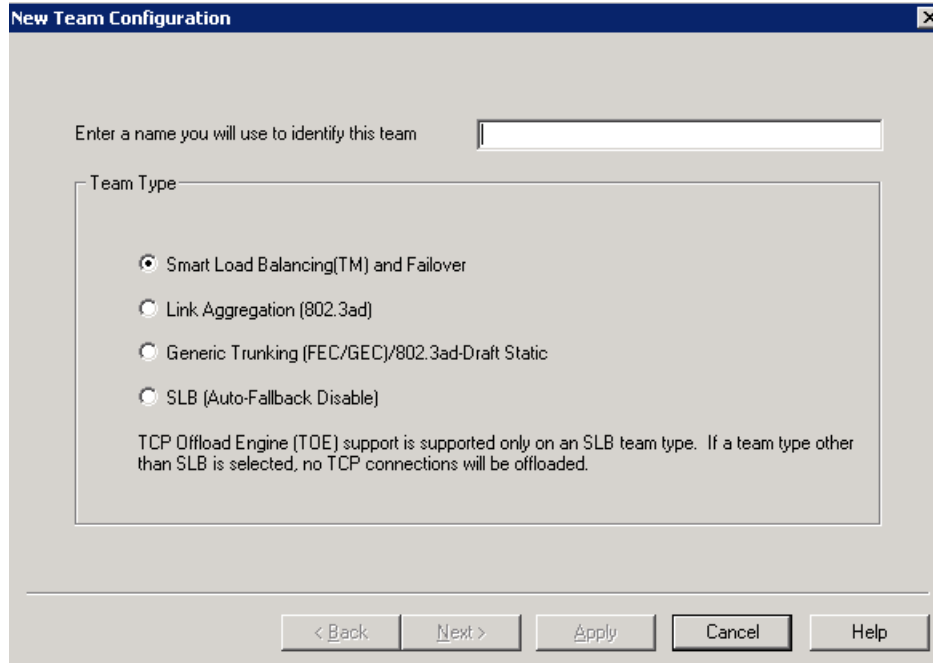 New Team Configuration
Enter a name you will use to identify this team
Team Type
Smart Load Balancing(TM) and Failover
Link Aggregation (802.3ad)
Generic Trunking (FEC/GEC)/802.3ad-Draft Static
SLB (Auto-Fallback Disable)
TCP Offload Engine (TOE) support is supported only on an SLB team type. If a team type other
than SLB is selected, no TCP connections will be offloaded.
< Back Next > Apply Cancel Help